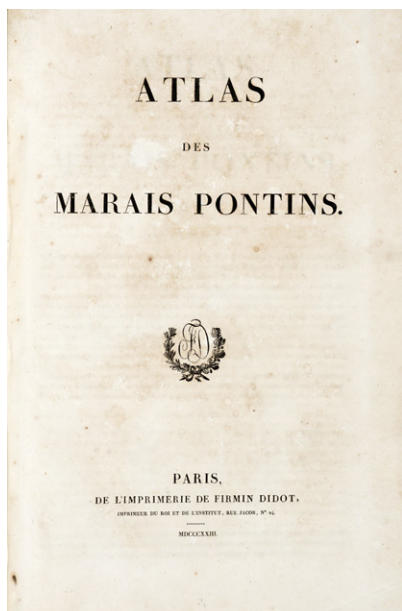 ATLAS
DES
MARAIS PONTINS.
FD
PARIS,
DE L'IMPRIMERIE DE FIRMIN DIDOT,
IMPRIMEUR DU ROI ET DE L'INSTITUT, RUE JACOB, N° 24.
MDCCCXXIII.